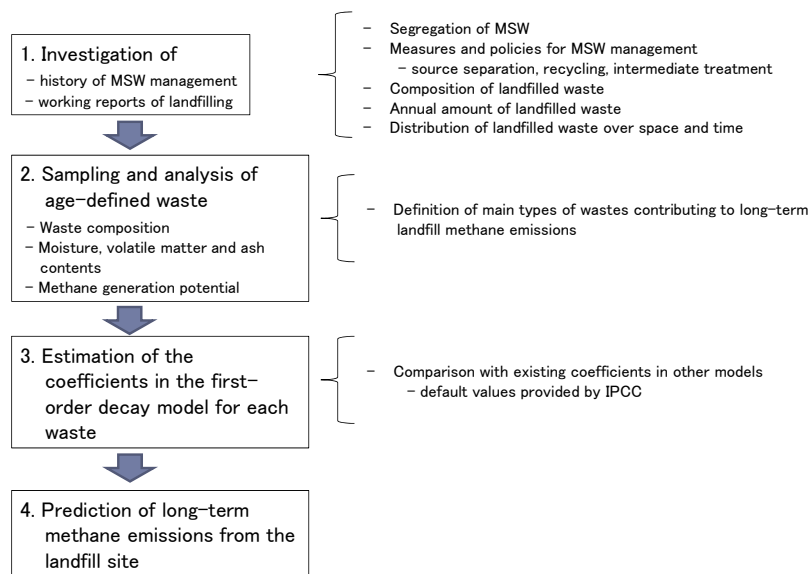 1. Investigation of
– history of MSW management
– working reports of landfilling
– Segregation of MSW
– Measures and policies for MSW management
– source separation, recycling, intermediate treatment
– Composition of landfilled waste
– Annual amount of landfilled waste
– Distribution of landfilled waste over space and time
2. Sampling and analysis of
age–defined waste
– Waste composition
– Moisture, volatile matter and ash
contents
– Methane generation potential
– Definition of main types of wastes contributing to long–term
landfill methane emissions
3. Estimation of the
coefficients in the first–
order decay model for each
waste
– Comparison with existing coefficients in other models
– default values provided by IPCC
4. Prediction of long–term
methane emissions from the
landfill site